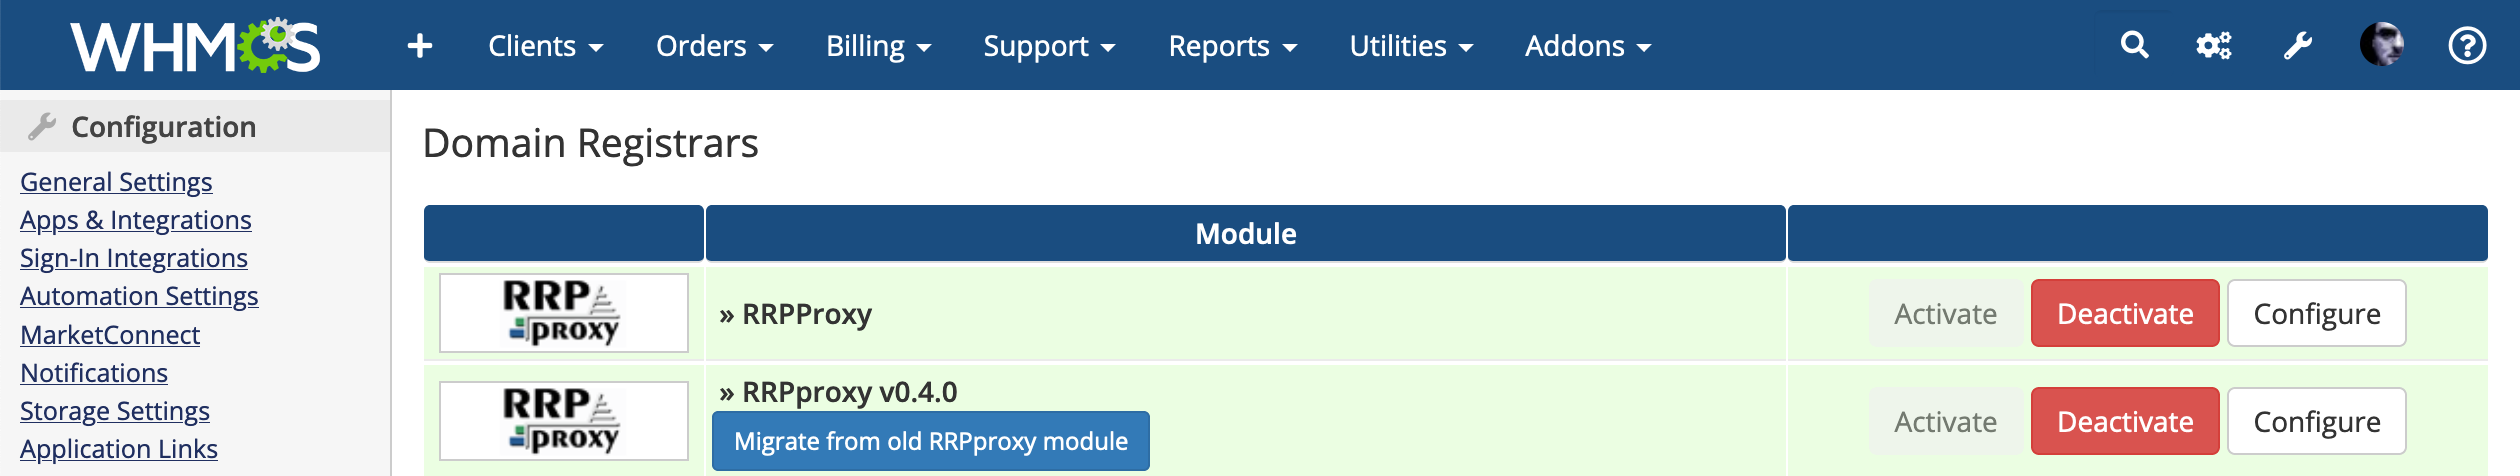 WHMCS
Clients Orders Billing Support Reports Utilities Addons
Configuration
General Settings
Apps & Integrations
Sign-In Integrations
Automation Settings
MarketConnect
Notifications
Storage Settings
Application Links
Domain Registrars
Module
RRP proxy
» RRPProxy
Activate Deactivate Configure
RRP proxy
» RRPproxy v0.4.0
Migrate from old RRPproxy module
Activate Deactivate Configure